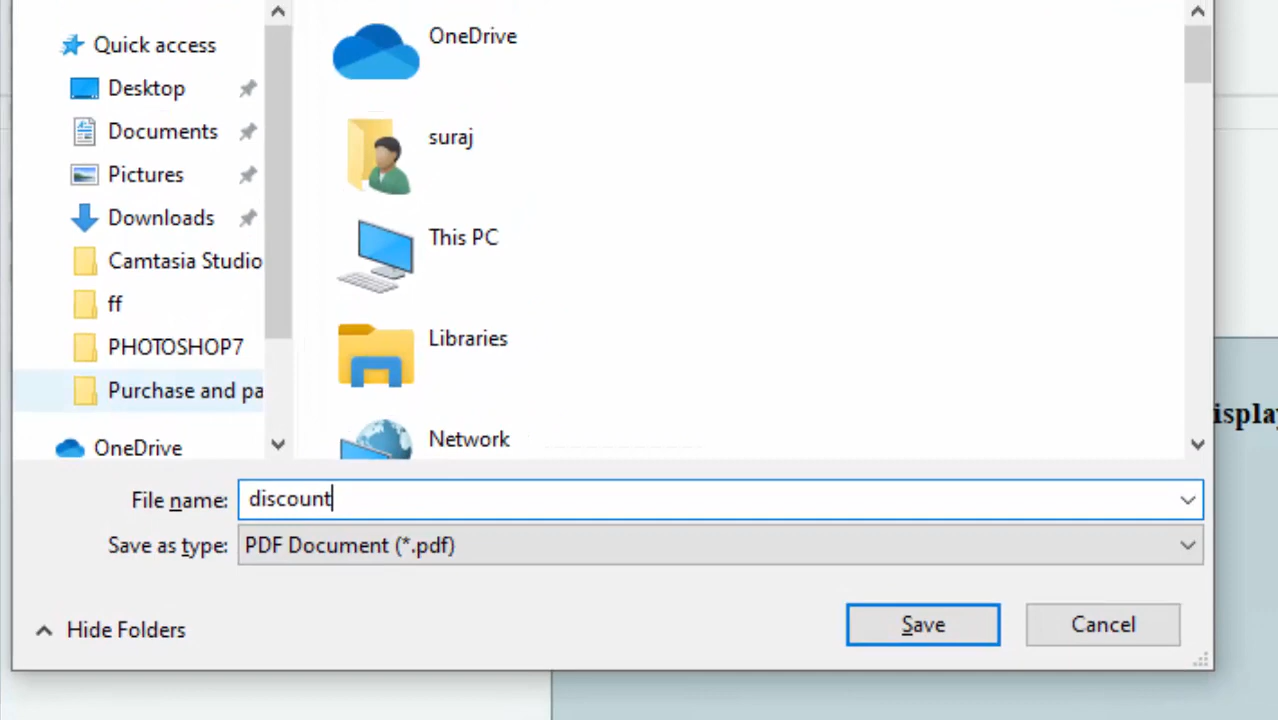 Quick access
Desktop
Documents
Pictures
Downloads
Camtasia Studio
ff
PHOTOSHOP7
Purchase and pa
OneDrive
OneDrive
suraj
This PC
Libraries
Network
isplay
File name: discount
Save as type: PDF Document (*.pdf)
Hide Folders
Save
Cancel